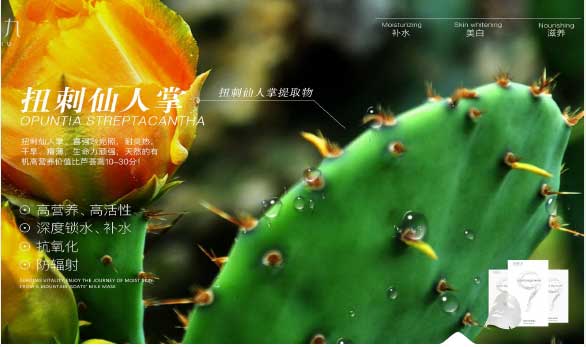 九
Moisturizing
补水
Skin whitening
美白
Nourishing
滋养
扭刺仙人掌
OPUNTIA STREPTACANTHA
扭刺仙人掌提取物
扭刺仙人掌，喜强烈光照，耐炎热、
干旱、瘠薄，生命力顽强，天然的有
机高营养价值比芦荟高10-30分！
高营养、高活性
深度锁水、补水
抗氧化
防辐射
VITALITY ENJOY THE JOURNEY OF MOIST SKIN
FROM A MOUNTAIN GOATS' MILK MASK